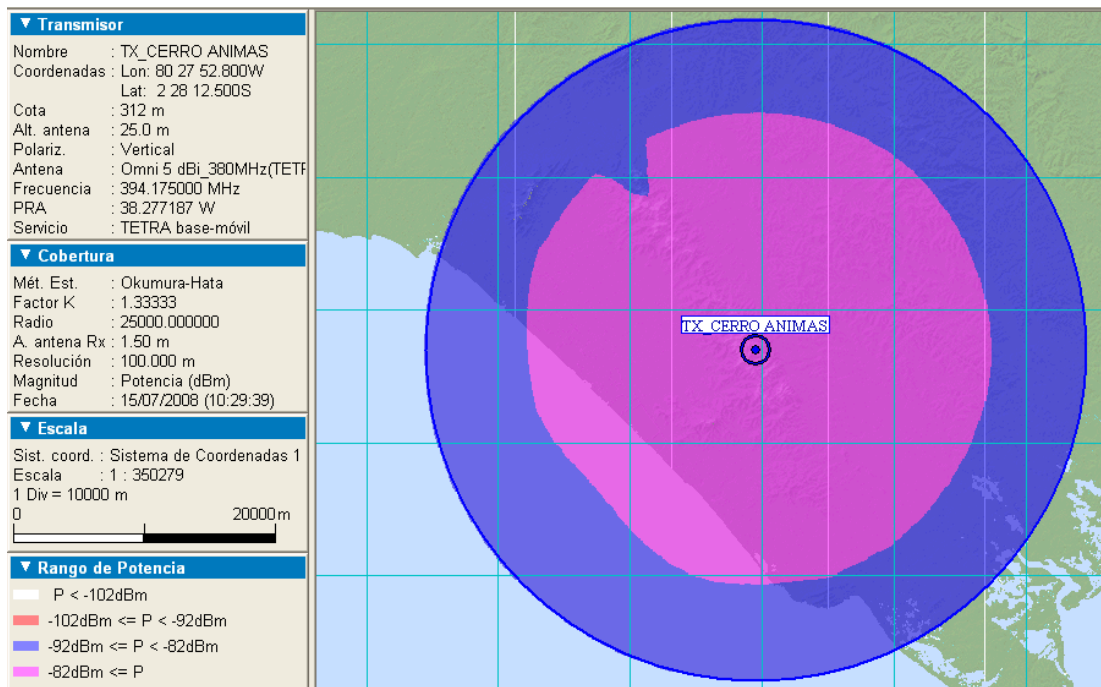 ▼ Transmisor
Nombre : TX_CERRO ANIMAS
Coordenadas : Lon: 80 27 52.800W
Lat: 2 28 12.500S
Cota : 312 m
Alt. antena : 25.0 m
Polariz. : Vertical
Antena : Omni 5 dBi_380MHz(TETF
Frecuencia : 394.175000 MHz
PRA : 38.277187 W
Servicio : TETRA base-móvil
▼ Cobertura
Mét. Est. : Okumura-Hata
Factor K : 1.33333
Radio : 25000.000000
A. antena Rx : 1.50 m
Resolución : 100.000 m
Magnitud : Potencia (dBm)
Fecha : 15/07/2008 (10:29:39)
▼ Escala
Sist. coord. : Sistema de Coordenadas 1
Escala : 1 : 350279
1 Div = 10000 m
0 20000m
▼ Rango de Potencia
P < -102dBm
-102dBm <= P < -92dBm
-92dBm <= P < -82dBm
-82dBm <= P
TX_CERRO ANIMAS